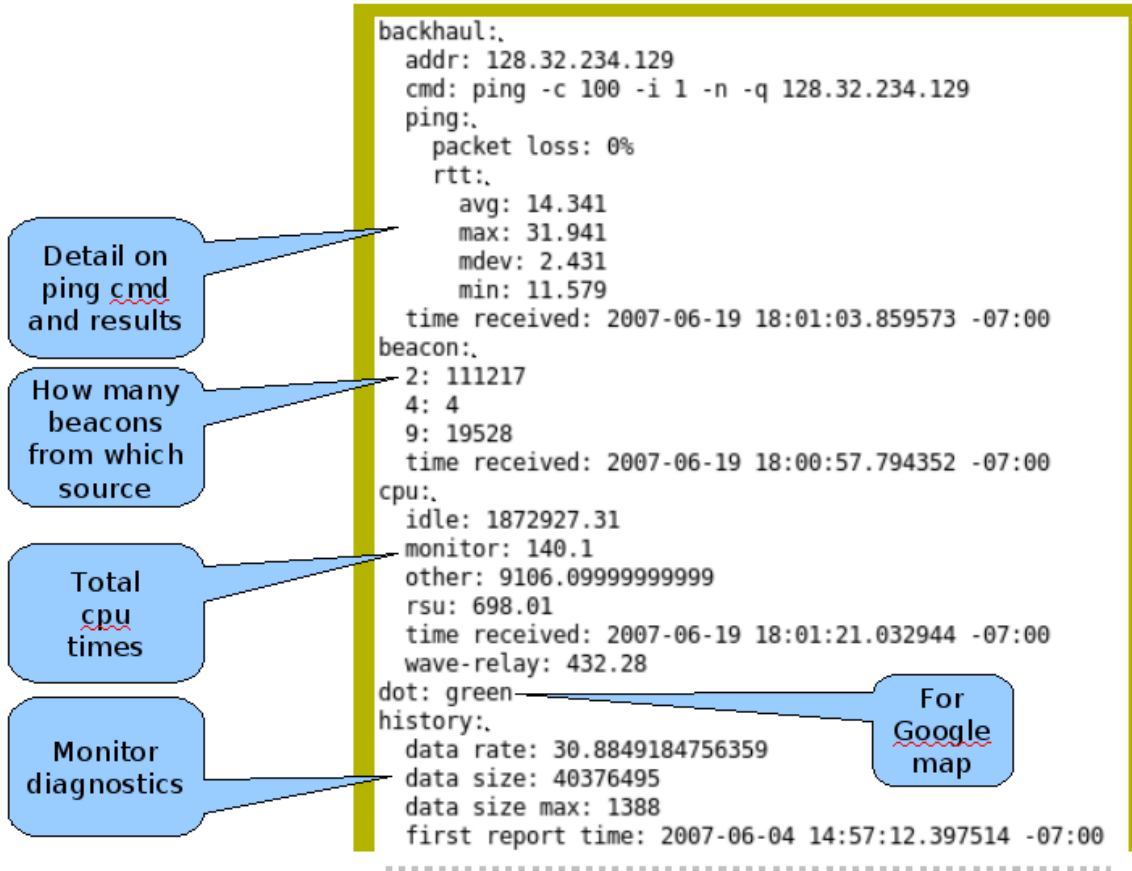 backhaul:
addr: 128.32.234.129
cmd: ping -c 100 -i 1 -n -q 128.32.234.129
ping:
packet loss: 0%
rtt:
avg: 14.341
max: 31.941
mdev: 2.431
min: 11.579
time received: 2007-06-19 18:01:03.859573 -07:00
beacon:
2: 111217
4: 4
9: 19528
time received: 2007-06-19 18:00:57.794352 -07:00
cpu:
idle: 1872927.31
monitor: 140.1
other: 9106.09999999999
rsu: 698.01
time received: 2007-06-19 18:01:21.032944 -07:00
wave-relay: 432.28
dot: green
history:
data rate: 30.8849184756359
data size: 40376495
data size max: 1388
first report time: 2007-06-04 14:57:12.397514 -07:00
Detail on
ping cmd
and results
How many
beacons
from which
source
Total
cpu
times
Monitor
diagnostics
For
Google
map